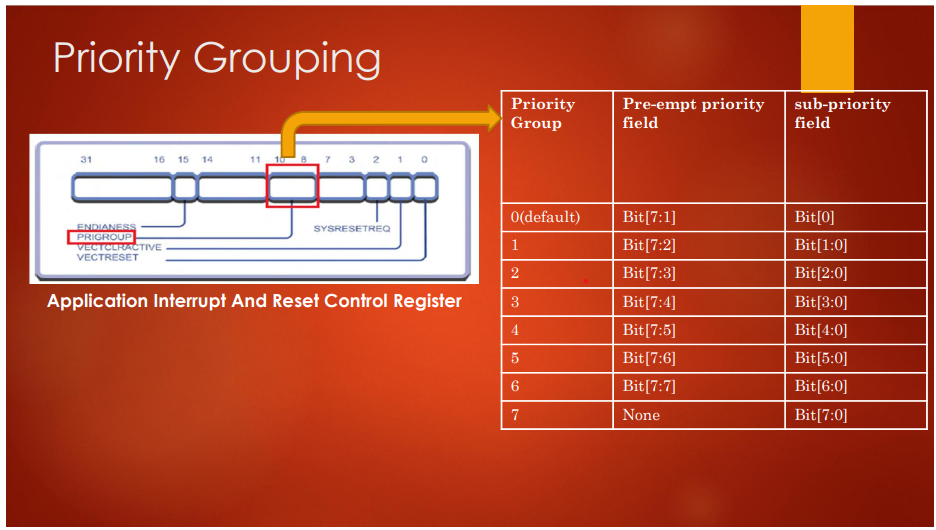 Priority Grouping
31 16 15 14 11 10 8 7 3 2 1 0
ENDIANESS
PRIGROUP
SYSRESETREQ
VECTCLRACTIVE
VECTRESET
Application Interrupt And Reset Control Register
Priority Group Pre-empt priority field sub-priority field
0(default) Bit[7:1] Bit[0]
1 Bit[7:2] Bit[1:0]
2 Bit[7:3] Bit[2:0]
3 Bit[7:4] Bit[3:0]
4 Bit[7:5] Bit[4:0]
5 Bit[7:6] Bit[5:0]
6 Bit[7:7] Bit[6:0]
7 None Bit[7:0]